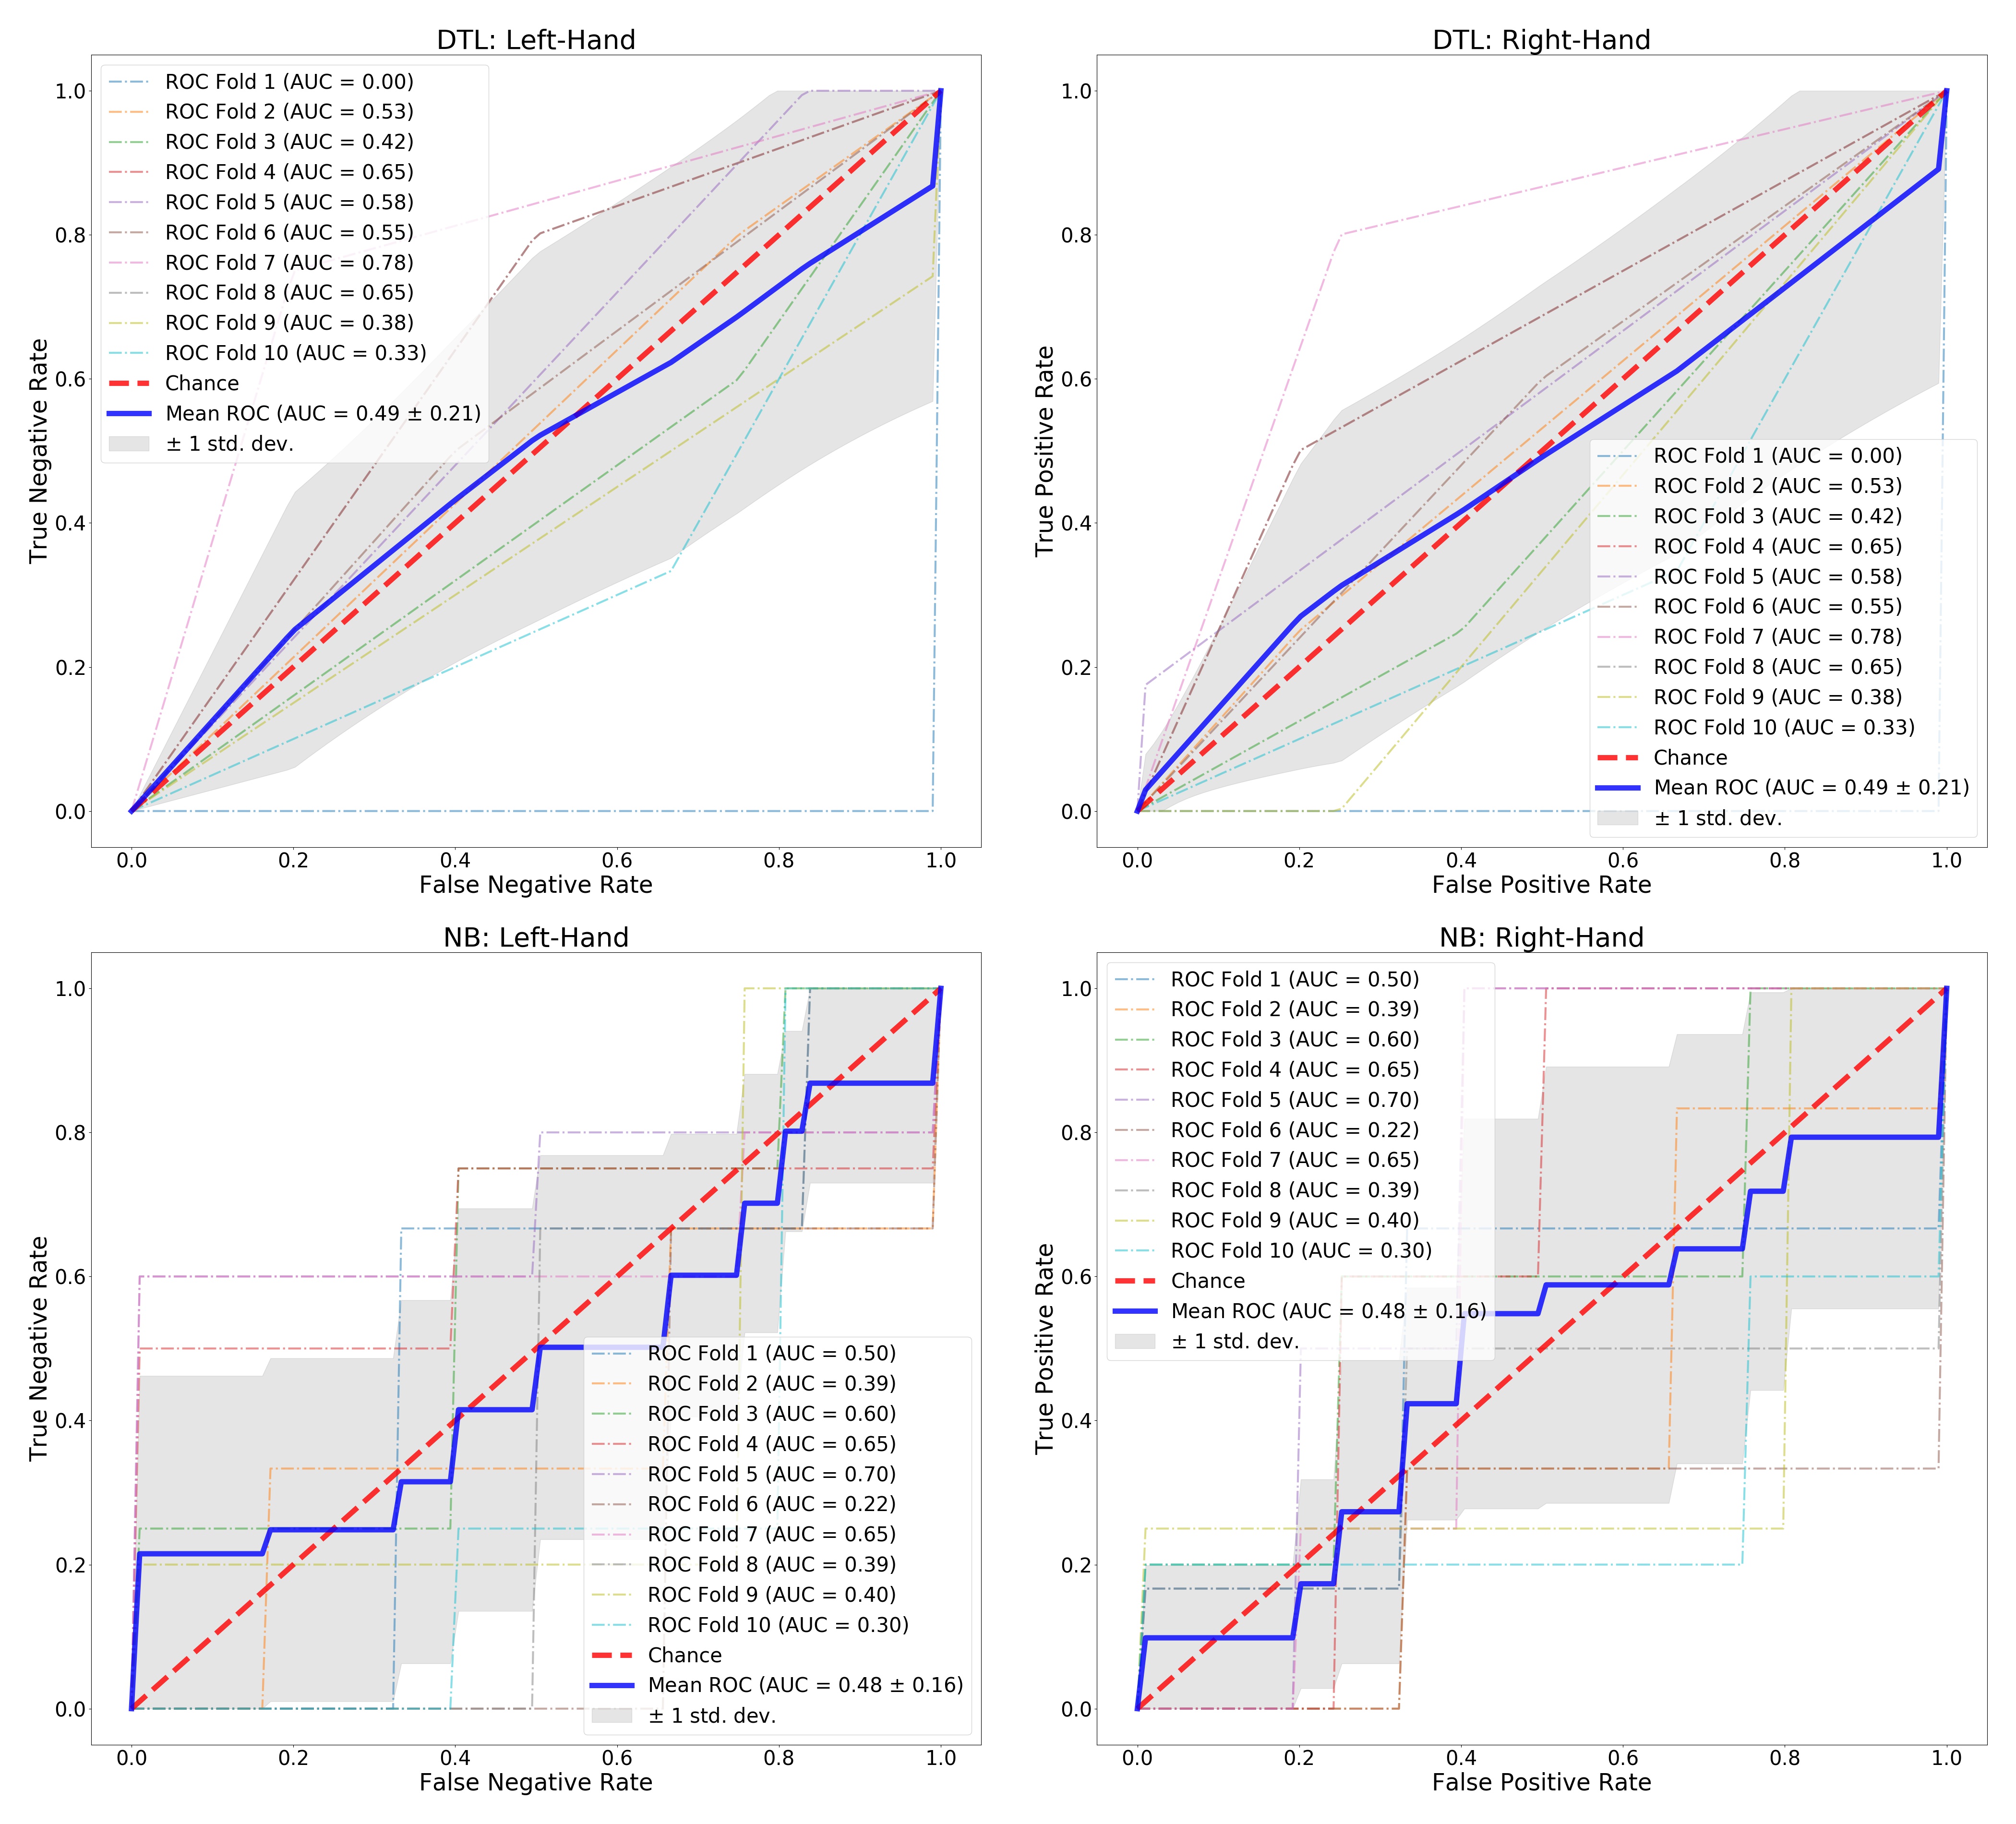 DTL: Left-Hand
True Negative Rate
1.0
0.8
0.6
0.4
0.2
0.0
ROC Fold 1 (AUC = 0.00)
ROC Fold 2 (AUC = 0.53)
ROC Fold 3 (AUC = 0.42)
ROC Fold 4 (AUC = 0.65)
ROC Fold 5 (AUC = 0.58)
ROC Fold 6 (AUC = 0.55)
ROC Fold 7 (AUC = 0.78)
ROC Fold 8 (AUC = 0.65)
ROC Fold 9 (AUC = 0.38)
ROC Fold 10 (AUC = 0.33)
Chance
Mean ROC (AUC = 0.49 ± 0.21)
± 1 std. dev.
0.0 0.2 0.4 0.6 0.8 1.0
False Negative Rate
DTL: Right-Hand
True Positive Rate
1.0
0.8
0.6
0.4
0.2
0.0
ROC Fold 1 (AUC = 0.00)
ROC Fold 2 (AUC = 0.53)
ROC Fold 3 (AUC = 0.42)
ROC Fold 4 (AUC = 0.65)
ROC Fold 5 (AUC = 0.58)
ROC Fold 6 (AUC = 0.55)
ROC Fold 7 (AUC = 0.78)
ROC Fold 8 (AUC = 0.65)
ROC Fold 9 (AUC = 0.38)
ROC Fold 10 (AUC = 0.33)
Chance
Mean ROC (AUC = 0.49 ± 0.21)
± 1 std. dev.
0.0 0.2 0.4 0.6 0.8 1.0
False Positive Rate
NB: Left-Hand
True Negative Rate
1.0
0.8
0.6
0.4
0.2
0.0
ROC Fold 1 (AUC = 0.50)
ROC Fold 2 (AUC = 0.39)
ROC Fold 3 (AUC = 0.60)
ROC Fold 4 (AUC = 0.65)
ROC Fold 5 (AUC = 0.70)
ROC Fold 6 (AUC = 0.22)
ROC Fold 7 (AUC = 0.65)
ROC Fold 8 (AUC = 0.39)
ROC Fold 9 (AUC = 0.40)
ROC Fold 10 (AUC = 0.30)
Chance
Mean ROC (AUC = 0.48 ± 0.16)
± 1 std. dev.
0.0 0.2 0.4 0.6 0.8 1.0
False Negative Rate
NB: Right-Hand
True Positive Rate
1.0
0.8
0.6
0.4
0.2
0.0
ROC Fold 1 (AUC = 0.50)
ROC Fold 2 (AUC = 0.39)
ROC Fold 3 (AUC = 0.60)
ROC Fold 4 (AUC = 0.65)
ROC Fold 5 (AUC = 0.70)
ROC Fold 6 (AUC = 0.22)
ROC Fold 7 (AUC = 0.65)
ROC Fold 8 (AUC = 0.39)
ROC Fold 9 (AUC = 0.40)
ROC Fold 10 (AUC = 0.30)
Chance
Mean ROC (AUC = 0.48 ± 0.16)
± 1 std. dev.
0.0 0.2 0.4 0.6 0.8 1.0
False Positive Rate